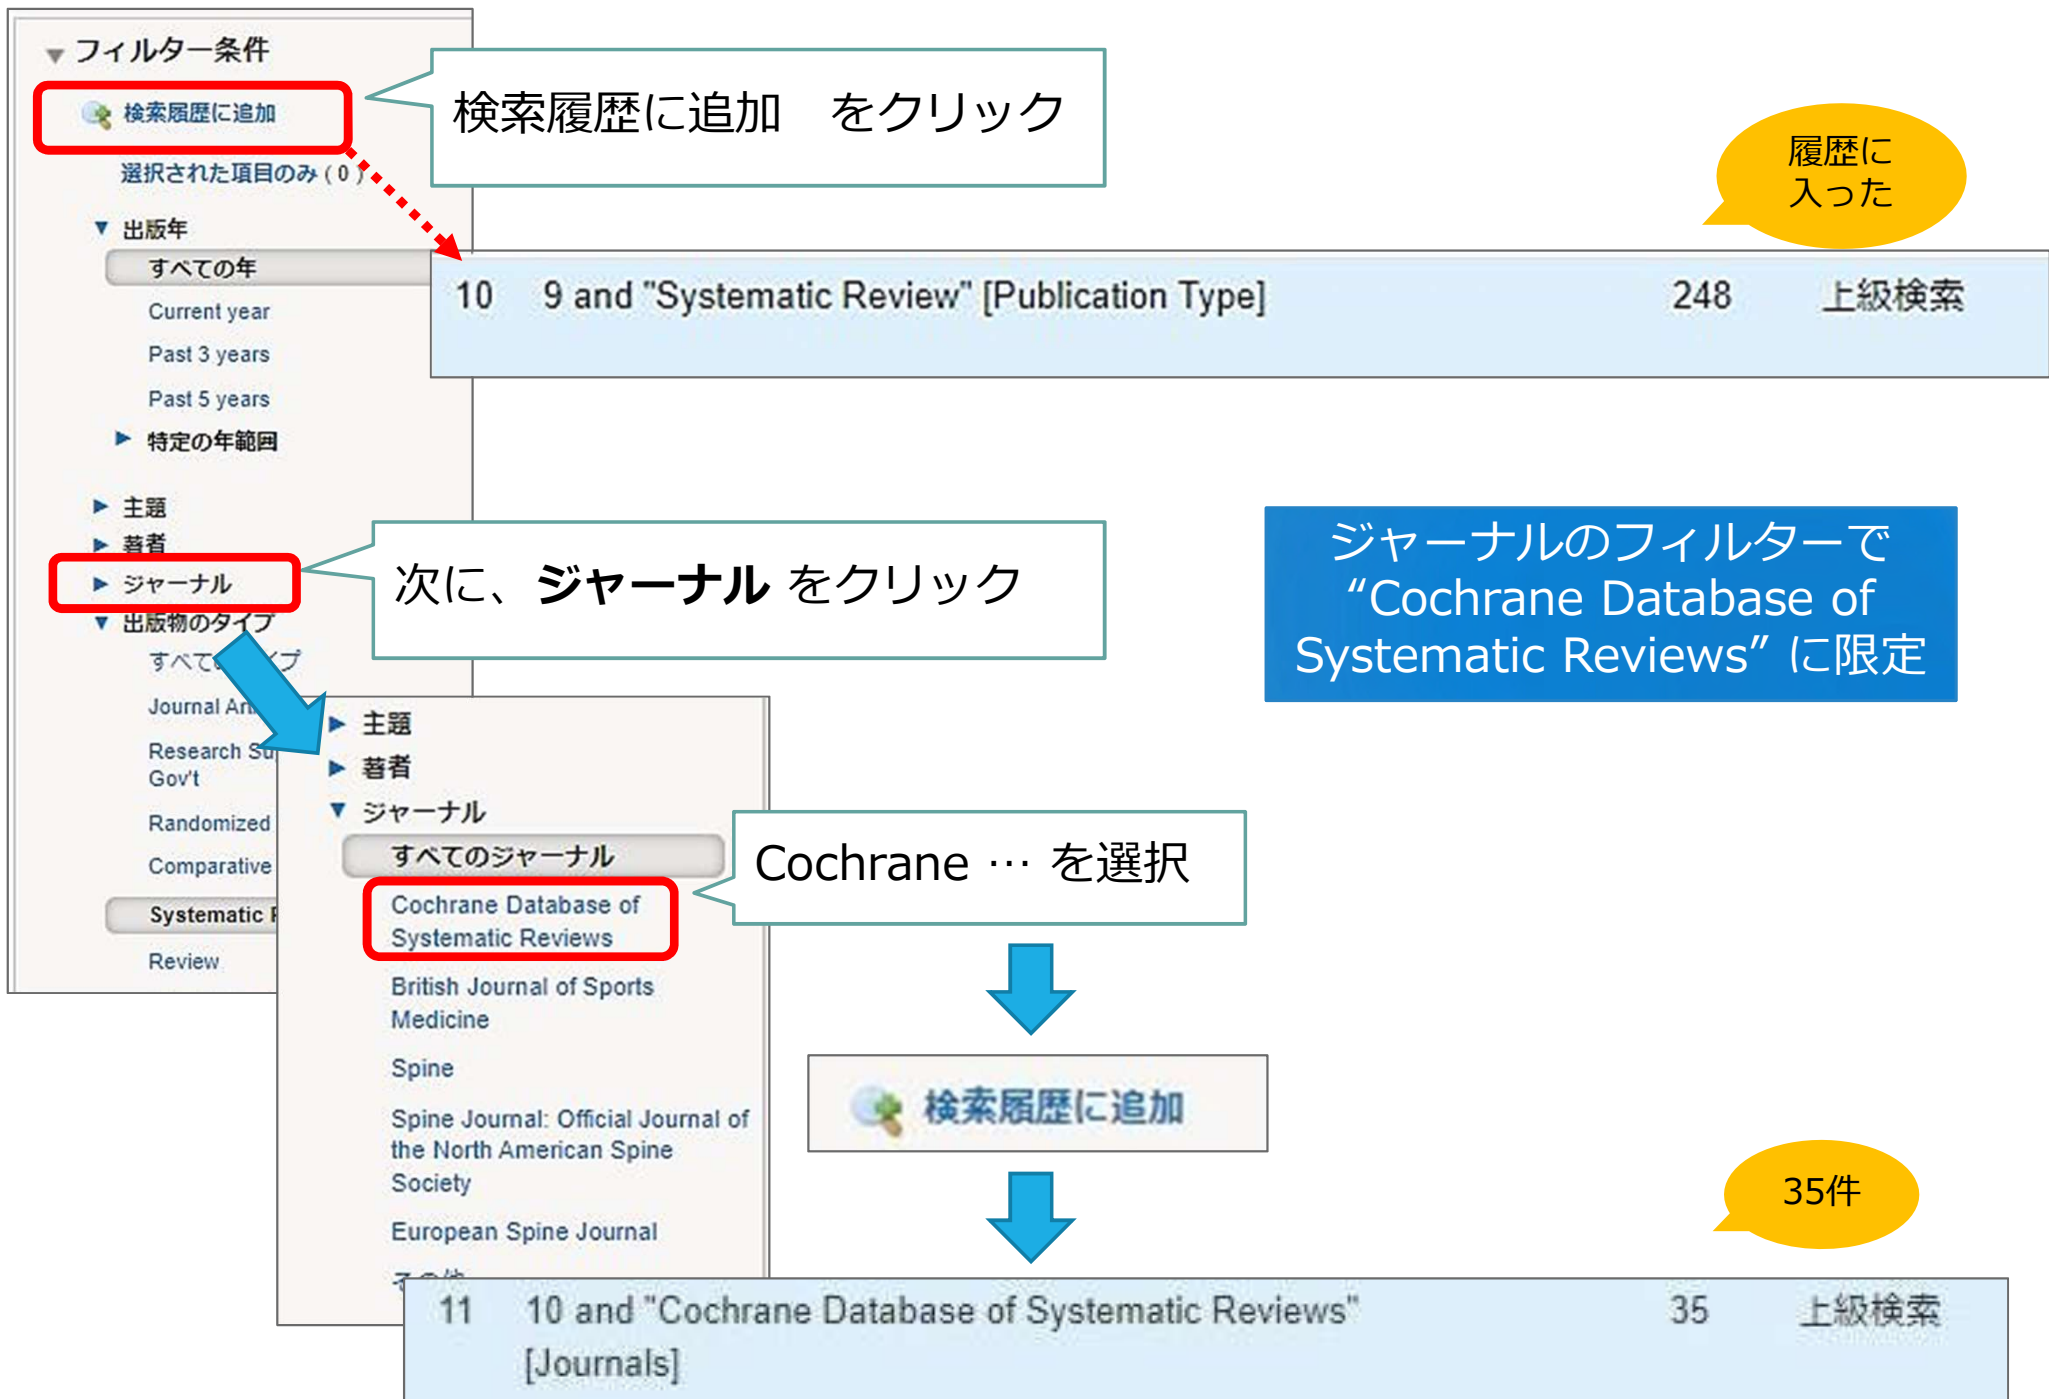 フィルター条件
検索履歴に追加
選択された項目のみ ( 0 )
出版年
すべての年
Current year
Past 3 years
Past 5 years
特定の年範囲
主題
著者
ジャーナル
出版物のタイプ
すべて
プ
Journal
Research
Gov't
Randomized
Comparative
Systematic
Review
検索履歴に追加　をクリック
履歴に
入った
10 9 and "Systematic Review" [Publication Type] 248 上級検索
次に、ジャーナル をクリック
ジャーナルのフィルターで
“Cochrane Database of
Systematic Reviews” に限定
主題
著者
ジャーナル
すべてのジャーナル
Cochrane Database of
Systematic Reviews
British Journal of Sports
Medicine
Spine
Spine Journal: Official Journal of
the North American Spine
Society
European Spine Journal
その他
Cochrane … を選択
検索履歴に追加
35件
11 10 and "Cochrane Database of Systematic Reviews" 35 上級検索
[Journals]